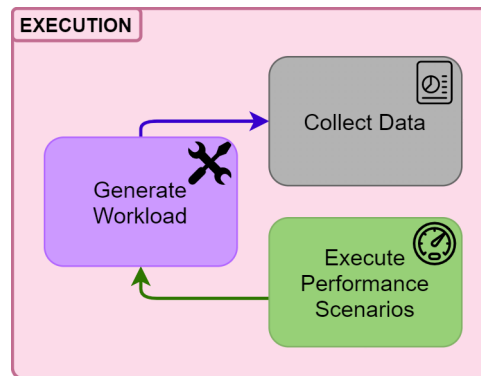 EXECUTION
Collect Data
Generate
Workload
Execute
Performance
Scenarios